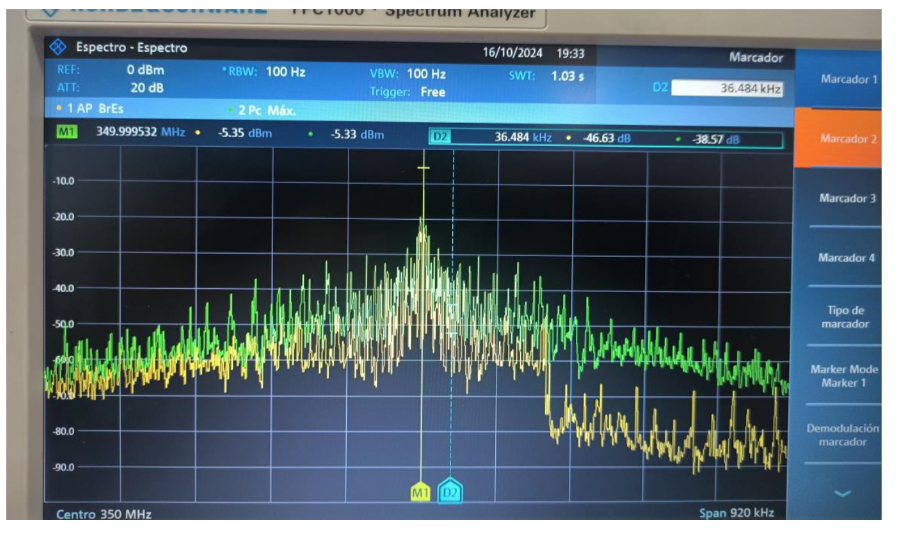 FPC1000 · Spectrum Analyzer
Espectro - Espectro 16/10/2024 19:33 Marcador
REF: 0 dBm *RBW: 100 Hz VBW: 100 Hz SWT: 1.03 s
ATT: 20 dB Trigger: Free D2 36.484 kHz
1 AP BrEs 2 Pc Máx.
M1 349.999532 MHz • -5.35 dBm • -5.33 dBm D2 36.484 kHz • -46.63 dB • -38.57 dB
-10.0
-20.0
-30.0
-40.0
-50.0
-60.0
-70.0
-80.0
-90.0
M1 D2
Centro 350 MHz Span 920 kHz
Marcador 1
Marcador 2
Marcador 3
Marcador 4
Tipo de
marcador
Marker Mode
Marker 1
Demodulación
marcador